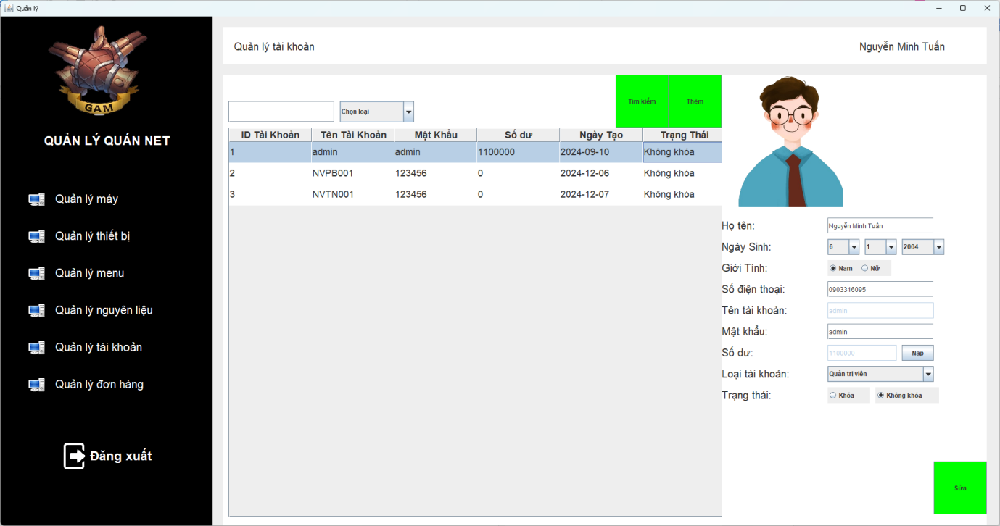 Quản lý
GAM
QUẢN LÝ QUÁN NET
Quản lý máy
Quản lý thiết bị
Quản lý menu
Quản lý nguyên liệu
Quản lý tài khoản
Quản lý đơn hàng
Đăng xuất
Quản lý tài khoản
Nguyễn Minh Tuấn
Chọn loại
Tìm kiếm
Thêm
ID Tài Khoản Tên Tài Khoản Mật Khẩu Số dư Ngày Tạo Trạng Thái
1 admin admin 1100000 2024-09-10 Không khóa
2 NVPB001 123456 0 2024-12-06 Không khóa
3 NVTN001 123456 0 2024-12-07 Không khóa
Họ tên: Nguyễn Minh Tuấn
Ngày Sinh: 6 1 2004
Giới Tính: Nam Nữ
Số điện thoại: 0903316095
Tên tài khoản: admin
Mật khẩu: admin
Số dư: 1100000 Nạp
Loại tài khoản: Quản trị viên
Trạng thái: Khóa Không khóa
Sửa